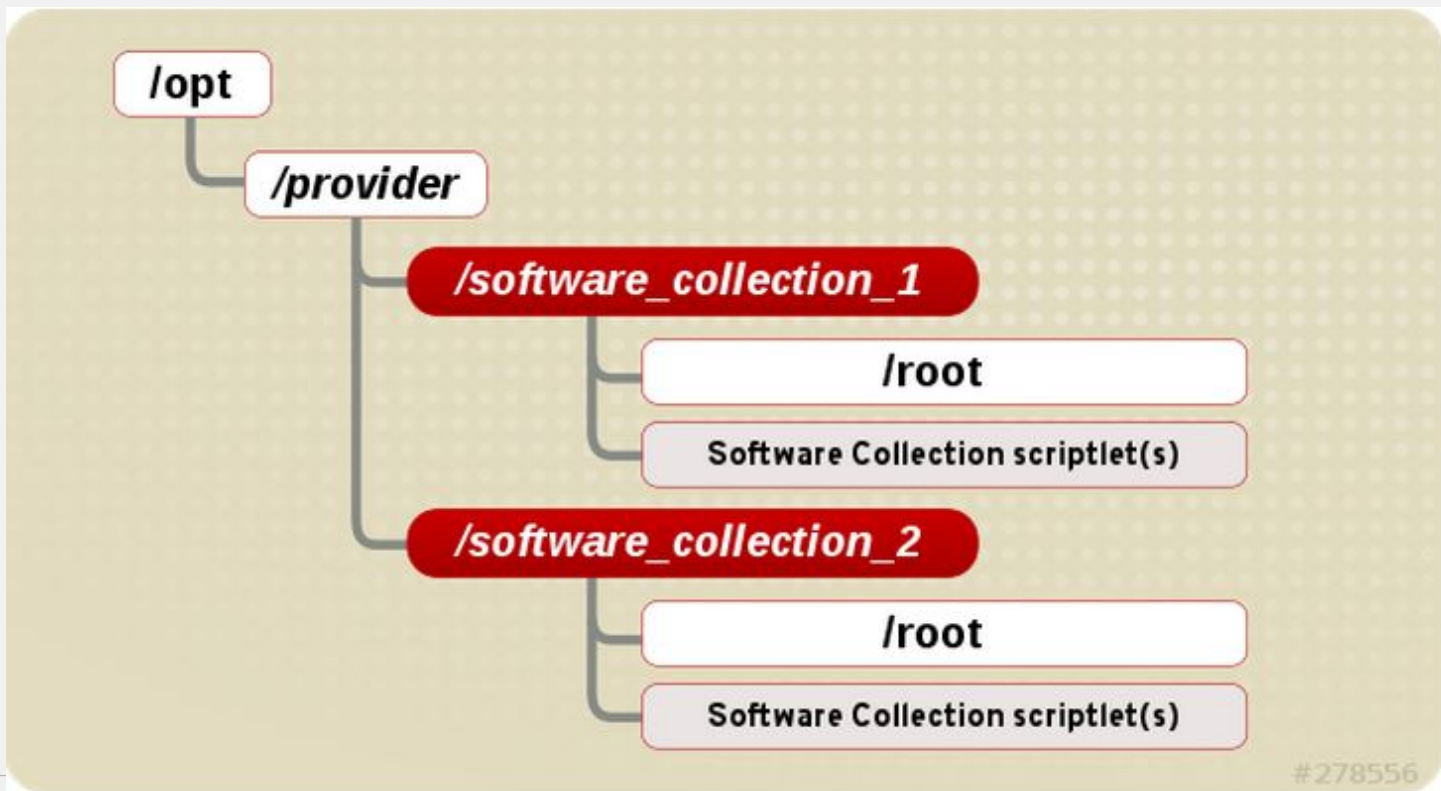 /opt
/provider
/software_collection_1
/root
Software Collection scriptlet(s)
/software_collection_2
/root
Software Collection scriptlet(s)
#278556